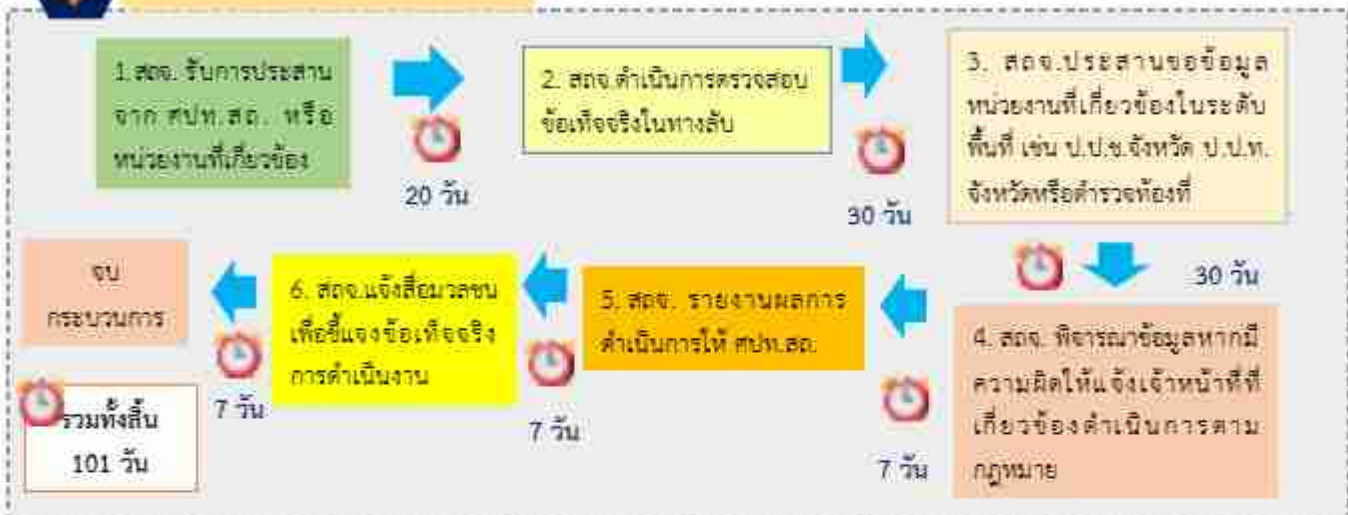 1. สถจ. รับการประสาน
จาก ศปท.สถ. หรือ
หน่วยงานที่เกี่ยวข้อง
20 วัน
2. สถจ.ดำเนินการตรวจสอบ
ข้อเท็จจริงในทางลับ
30 วัน
3. สถจ.ประสานขอข้อมูล
หน่วยงานที่เกี่ยวข้องในระดับ
พื้นที่ เช่น ป.ป.ช.จังหวัด ป.ป.ท.
จังหวัดหรือตำรวจท้องที่
30 วัน
4. สถจ. พิจารณาข้อมูลหากมี
ความผิดให้แจ้งเจ้าหน้าที่ที่
เกี่ยวข้องดำเนินการตาม
กฎหมาย
7 วัน
5. สถจ. รายงานผลการ
ดำเนินการให้ ศปท.สถ.
7 วัน
6. สถจ.แจ้งสื่อมวลชน
เพื่อชี้แจงข้อเท็จจริง
การดำเนินงาน
7 วัน
จบ
กระบวนการ
รวมทั้งสิ้น
101 วัน